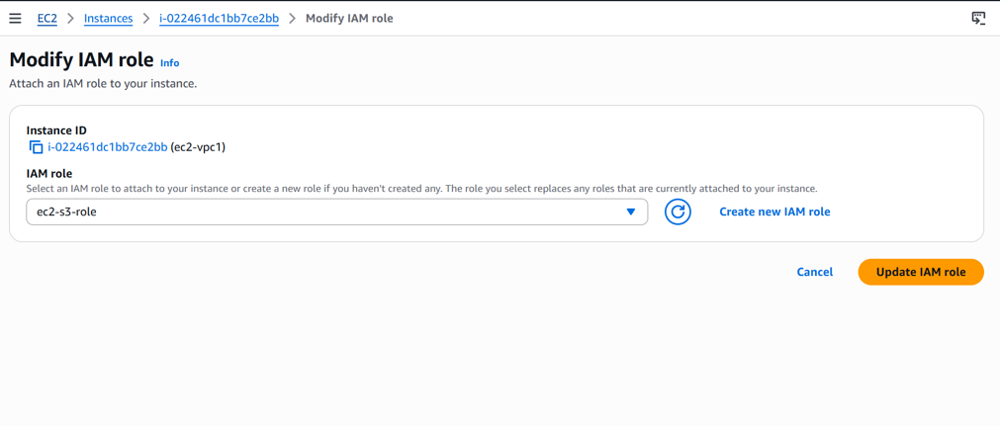 EC2 > Instances > i-022461dc1bb7ce2bb > Modify IAM role
Modify IAM role Info
Attach an IAM role to your instance.
Instance ID
i-022461dc1bb7ce2bb (ec2-vpc1)
IAM role
Select an IAM role to attach to your instance or create a new role if you haven't created any. The role you select replaces any roles that are currently attached to your instance.
ec2-s3-role Create new IAM role
Cancel Update IAM role